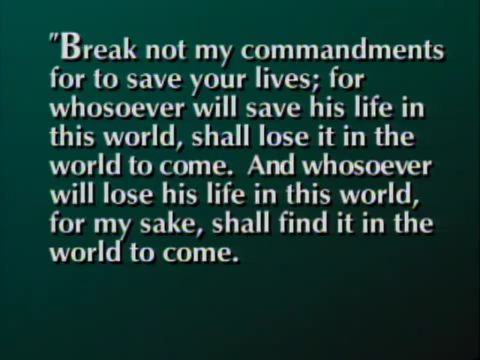 "Break not my commandments
for to save your lives; for
whosoever will save his life in
this world, shall lose it in the
world to come.  And whosoever
will lose his life in this world,
for my sake, shall find it in the
world to come.